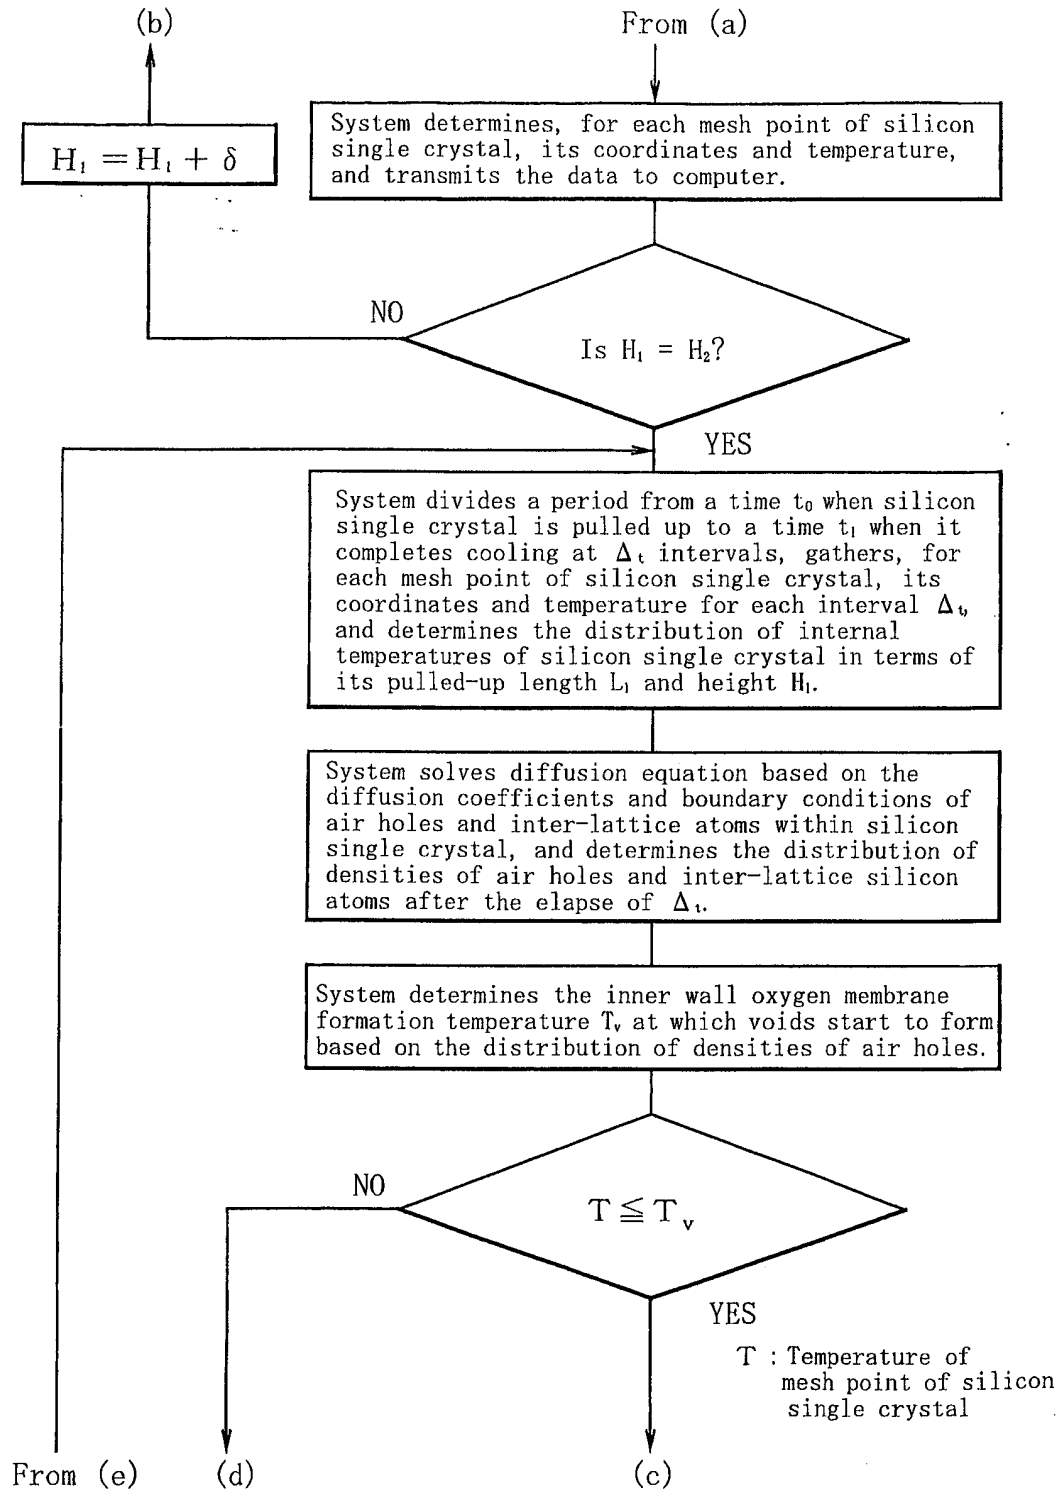 (b)
From (a)
H₁ = H₁ + δ
System determines, for each mesh point of silicon
single crystal, its coordinates and temperature,
and transmits the data to computer.
NO
Is H₁ = H₂?
YES
System divides a period from a time t₀ when silicon
single crystal is pulled up to a time t₁ when it
completes cooling at Δt intervals, gathers, for
each mesh point of silicon single crystal, its
coordinates and temperature for each interval Δt,
and determines the distribution of internal
temperatures of silicon single crystal in terms of
its pulled-up length L₁ and height H₁.
System solves diffusion equation based on the
diffusion coefficients and boundary conditions of
air holes and inter-lattice atoms within silicon
single crystal, and determines the distribution of
densities of air holes and inter-lattice silicon
atoms after the elapse of Δt.
System determines the inner wall oxygen membrane
formation temperature Tᵥ at which voids start to form
based on the distribution of densities of air holes.
NO
T ≦ Tᵥ
YES
T : Temperature of
mesh point of silicon
single crystal
From (e)
(d)
(c)